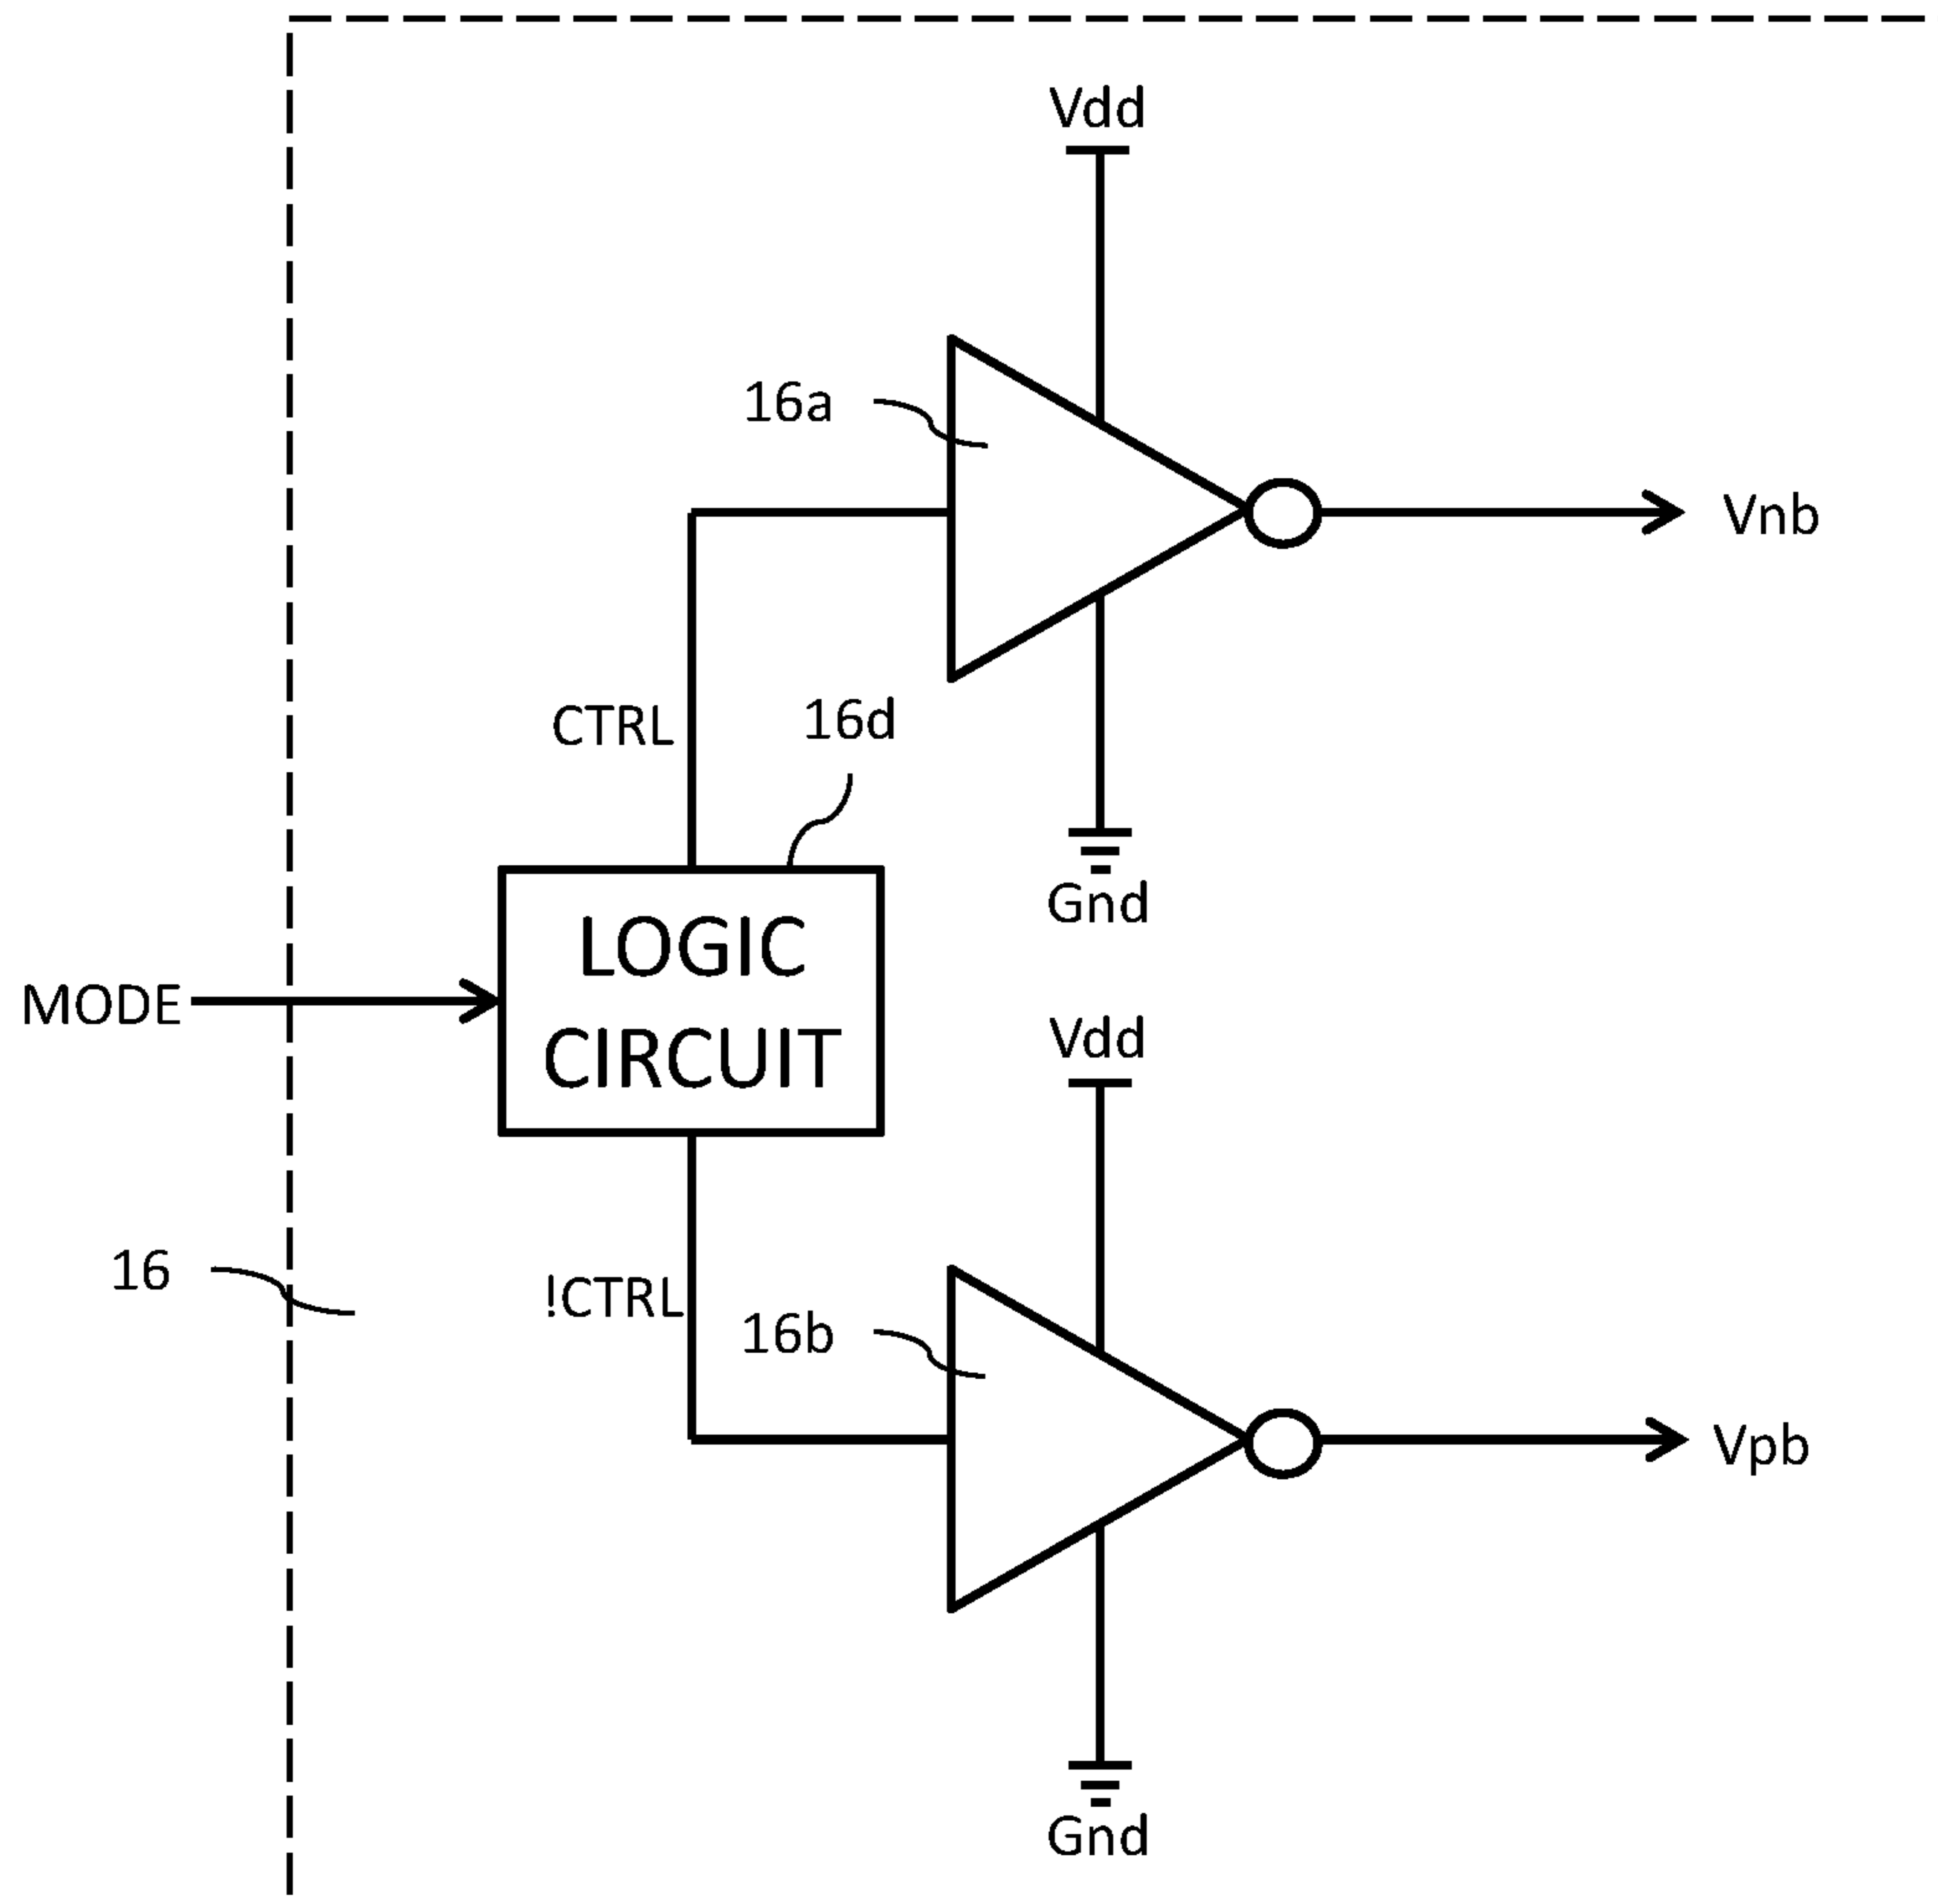 Vdd
16a
Vnb
CTRL
16d
Gnd
LOGIC
CIRCUIT
MODE
Vdd
16
!CTRL
16b
Vpb
Gnd